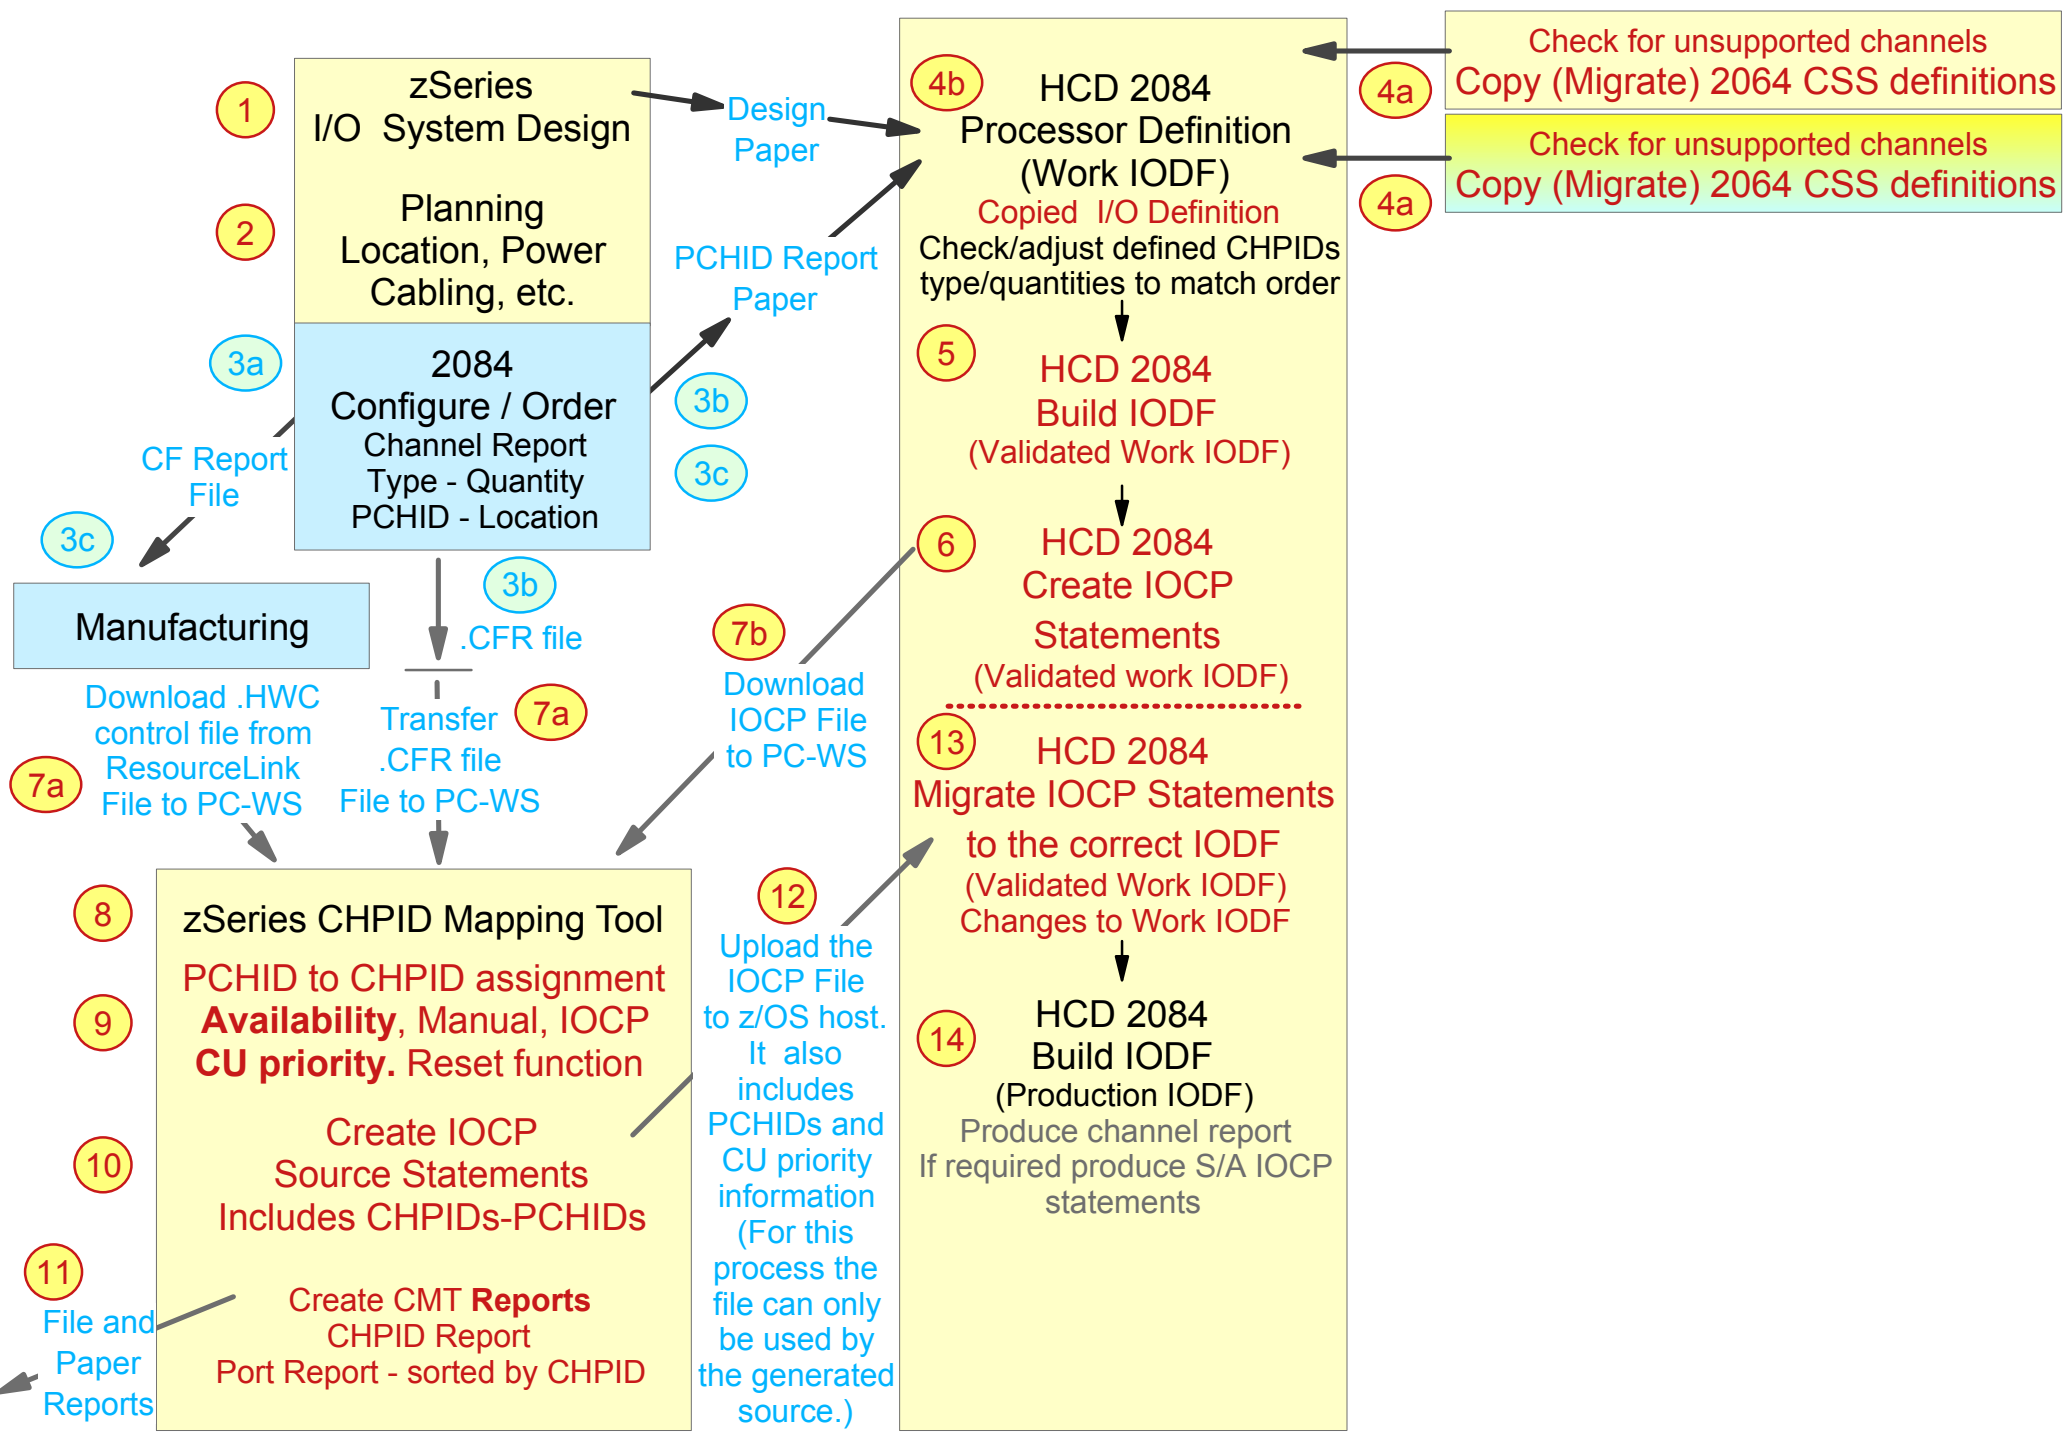 1
zSeries
I/O  System Design
2
Planning
Location, Power
Cabling, etc.
Design
Paper
PCHID Report
Paper
3a
2084
Configure / Order
Channel Report
Type - Quantity
PCHID - Location
3b
3c
CF Report
File
3c
Manufacturing
3b
.CFR file
Download .HWC
control file from
ResourceLink
File to PC-WS
7a
Transfer
.CFR file
File to PC-WS
7a
7b
Download
IOCP File
to PC-WS
8
zSeries CHPID Mapping Tool
9
PCHID to CHPID assignment
Availability, Manual, IOCP
CU priority. Reset function
10
Create IOCP
Source Statements
Includes CHPIDs-PCHIDs
11
File and
Paper
Reports
Create CMT Reports
CHPID Report
Port Report - sorted by CHPID
12
Upload the
IOCP File
to z/OS host.
It  also
includes
PCHIDs and
CU priority
information
(For this
process the
file can only
be used by
the generated
source.)
4b
HCD 2084
Processor Definition
(Work IODF)
Copied  I/O Definition
Check/adjust defined CHPIDs
type/quantities to match order
5
HCD 2084
Build IODF
(Validated Work IODF)
6
HCD 2084
Create IOCP
Statements
(Validated work IODF)
13
HCD 2084
Migrate IOCP Statements
to the correct IODF
(Validated Work IODF)
Changes to Work IODF
14
HCD 2084
Build IODF
(Production IODF)
Produce channel report
If required produce S/A IOCP
statements
4a
Check for unsupported channels
Copy (Migrate) 2064 CSS definitions
4a
Check for unsupported channels
Copy (Migrate) 2064 CSS definitions